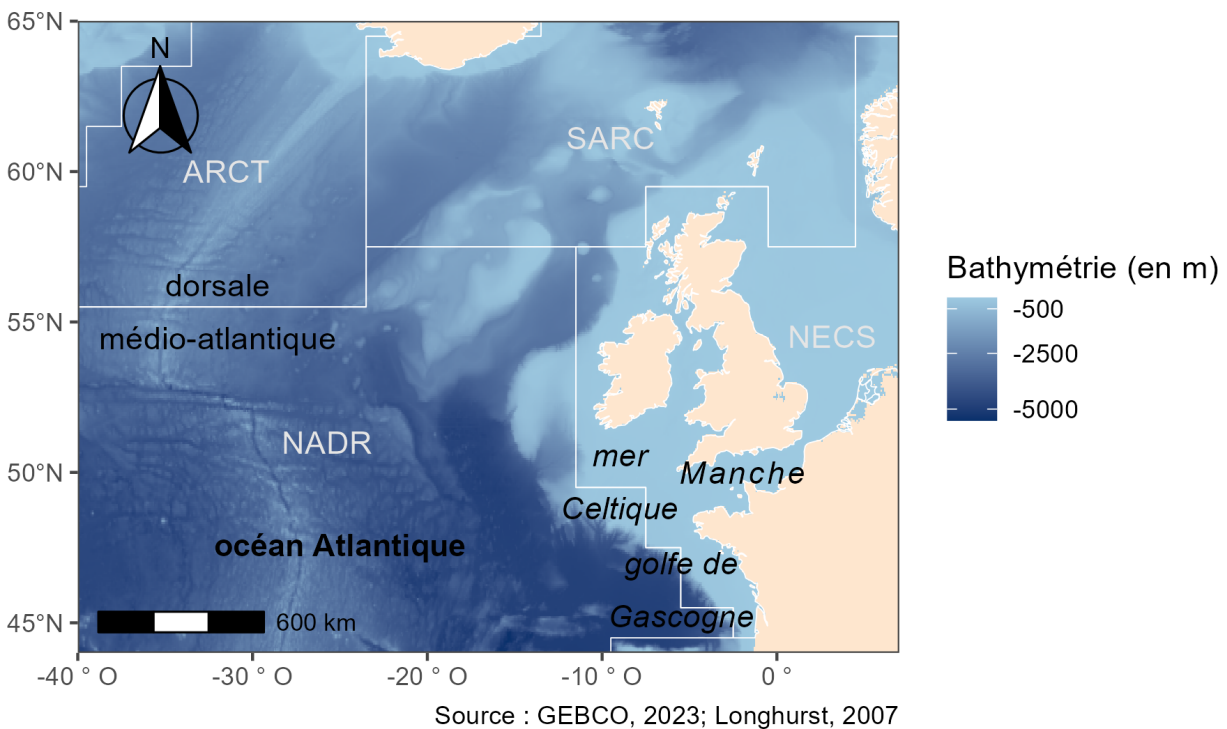 65°N
N
SARC
60°N
ARCT
Bathymétrie (en m)
dorsale
-500
55°N
médio-atlantique
NECS
-2500
-5000
NADR
mer
50°N
Manche
Celtique
océan Atlantique
golfe de
Gascogne
45°N
600 km
-40 ° O
-30 ° O
-20 ° O
-10 ° O
0 °
Source : GEBCO, 2023; Longhurst, 2007